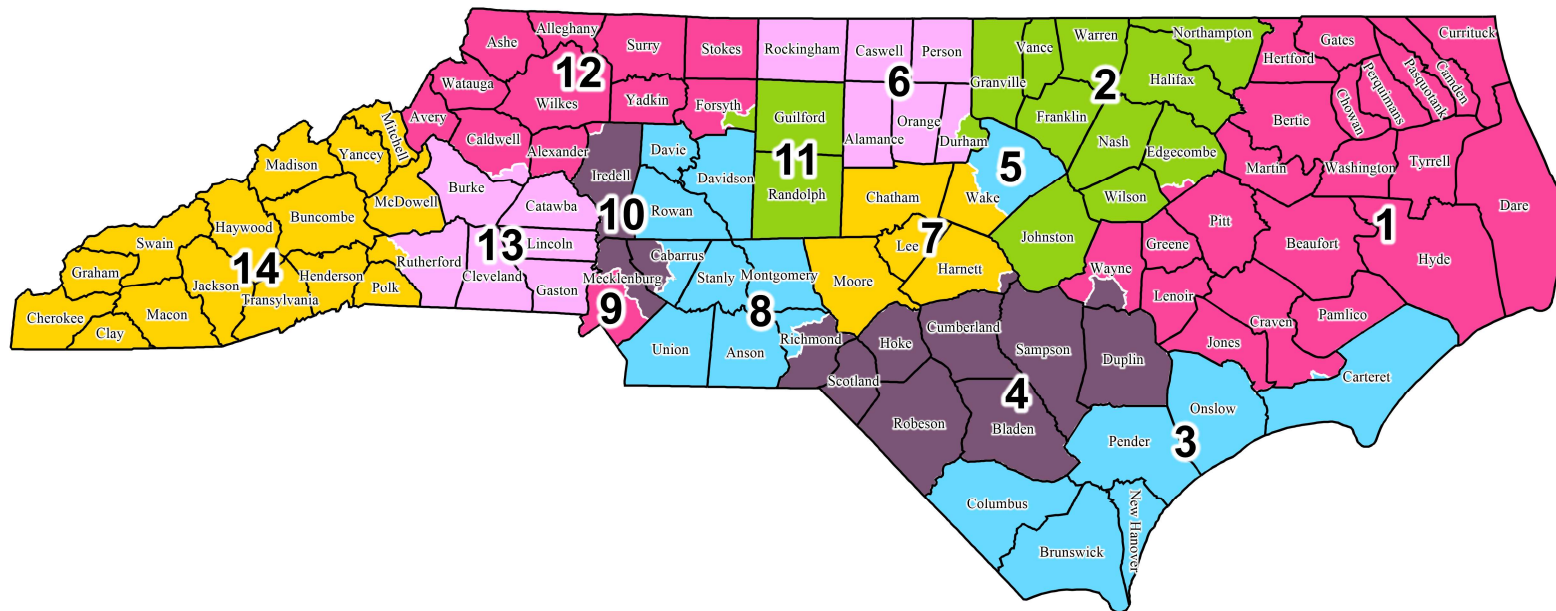 Ashe
Alleghany
Surry
Stokes
Rockingham
Caswell
Person
Granville
Vance
Warren
Northampton
Hertford
Gates
Currituck
Camden
Pasquotank
Perquimans
Chowan
12
6
2
Halifax
Watauga
Wilkes
Yadkin
Forsyth
Guilford
Alamance
Orange
Durham
Franklin
Nash
Edgecombe
Bertie
Avery
Caldwell
Alexander
Mitchell
Yancey
Madison
Iredell
Davie
Davidson
11
Randolph
5
Martin
Washington
Tyrrell
Dare
McDowell
Burke
Catawba
10
Rowan
Chatham
Wake
Wilson
Haywood
Buncombe
Swain
Lincoln
13
Rutherford
Cleveland
Gaston
Pitt
Greene
Beaufort
1
Hyde
Johnston
7
Lee
Harnett
Moore
Wayne
Lenoir
Graham
14
Jackson
Henderson
Transylvania
Polk
Cherokee
Clay
Macon
Mecklenburg
Cabarrus
Stanly
Montgomery
9
8
Union
Anson
Richmond
Scotland
Hoke
Cumberland
Sampson
Duplin
Jones
Craven
Pamlico
Carteret
4
Robeson
Bladen
Onslow
Pender
3
Columbus
Brunswick
New Hanover